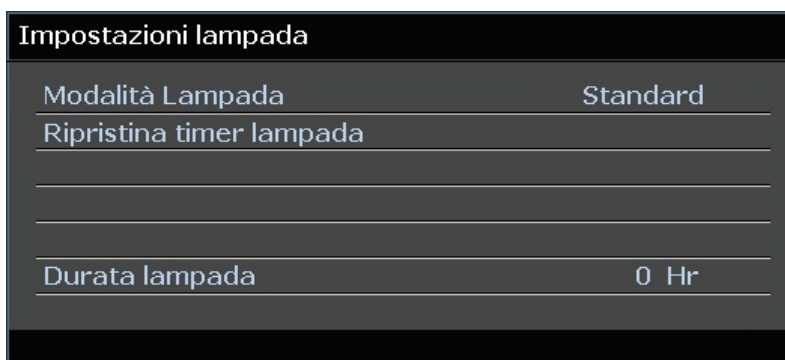 Impostazioni lampada
Modalità Lampada Standard
Ripristina timer lampada
Durata lampada 0 Hr